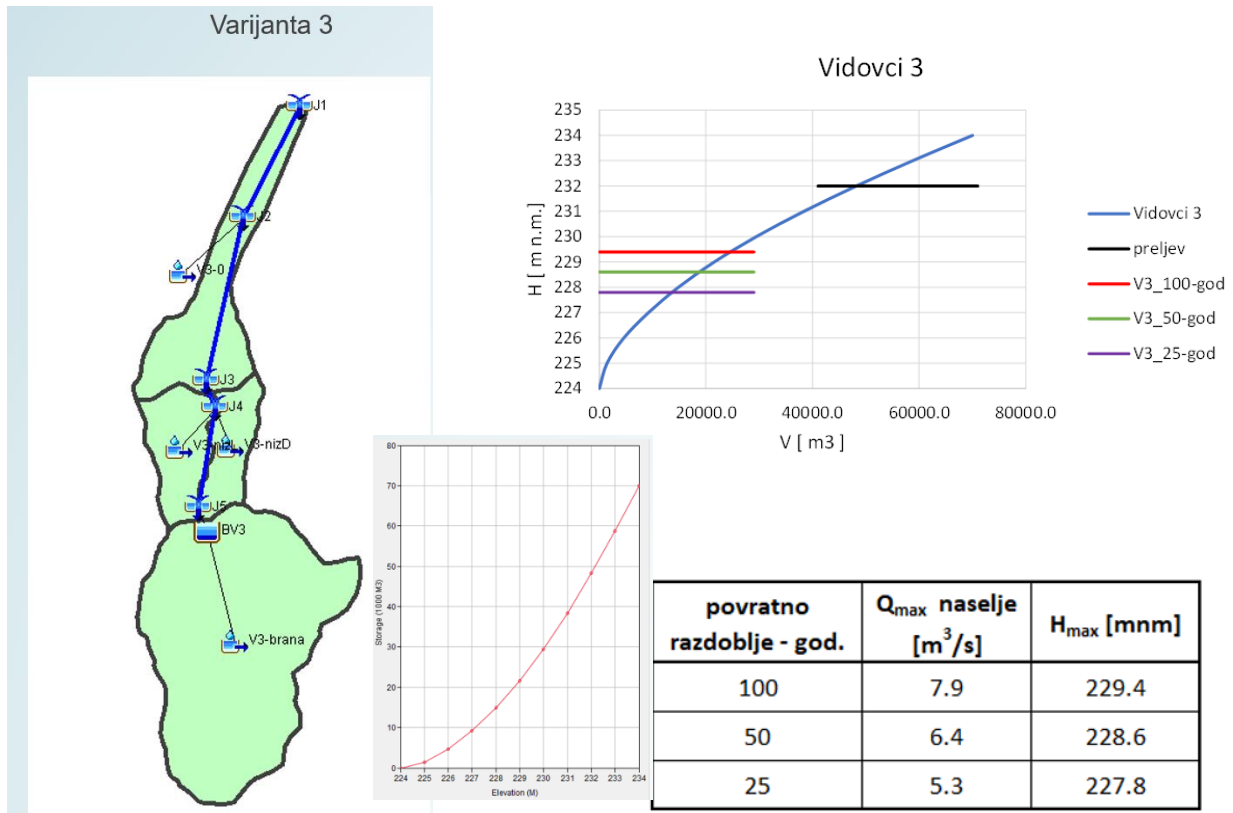 Varijanta 3
J1
J2
V3-0
J3
J4
V3-nizD
J5
BV3
V3-brana
Vidovci 3
H [ m n.m.]
235
234
233
232
231
230
229
228
227
226
225
224
0.0 20000.0 40000.0 60000.0 80000.0
V [ m3 ]
Vidovci 3
preljev
V3_100-god
V3_50-god
V3_25-god
Storage (1000 M3)
80
70
60
50
40
30
20
10
0
224 225 226 227 228 229 230 231 232 233 234
Elevation (M)
povratno
razdoblje - god.
Qmax naselje
[m³/s]
Hmax [mnm]
100 7.9 229.4
50 6.4 228.6
25 5.3 227.8